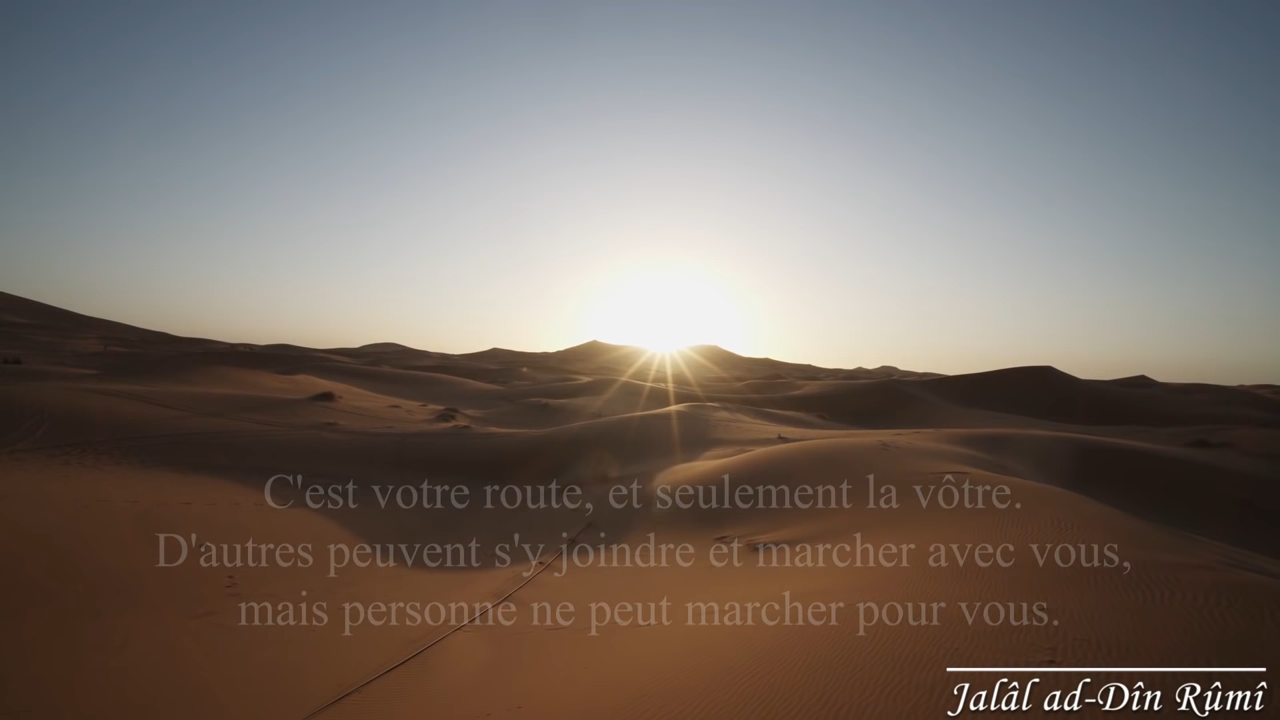 C'est votre route, et seulement la vôtre.
D'autres peuvent s'y joindre et marcher avec vous,
mais personne ne peut marcher pour vous.
Jalâl ad-Dîn Rûmî